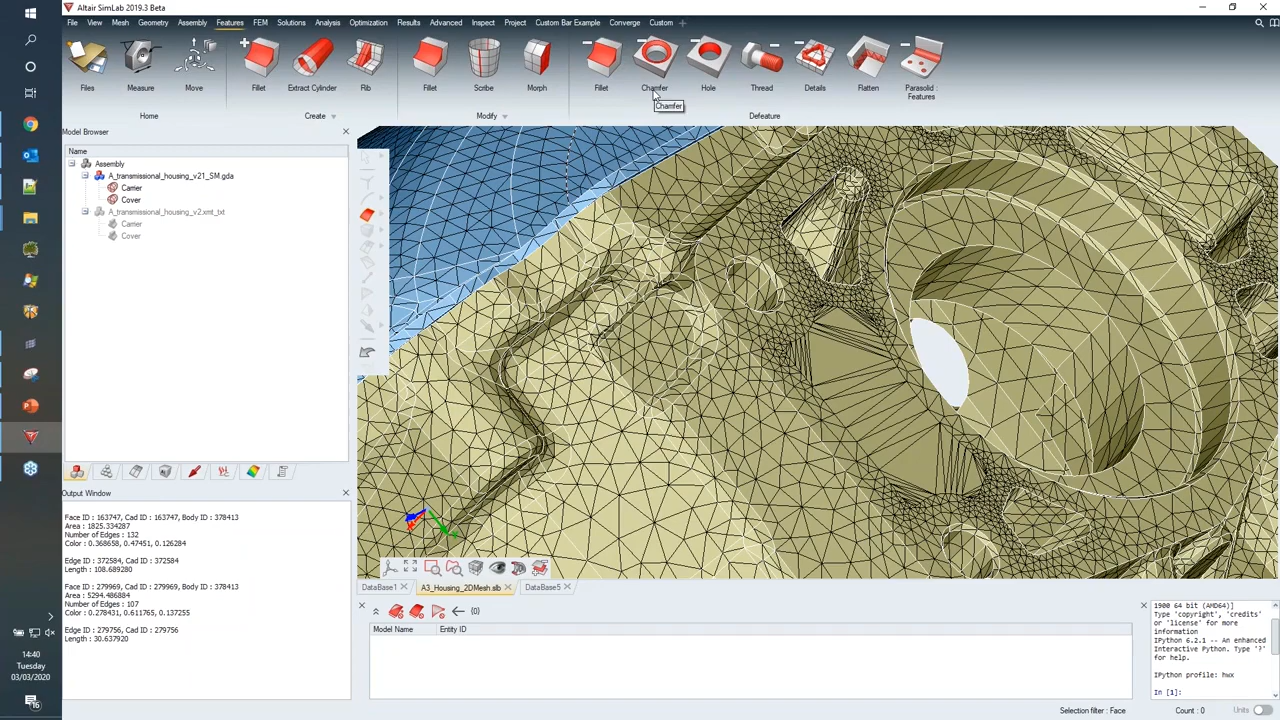 Altair SimLab 2019.3 Beta
File View Mesh Geometry Assembly Features FEM Solutions Analysis Optimization Results Advanced Inspect Project Custom Bar Example Converge Custom
Files Measure Move Fillet Extract Cylinder Rib Fillet Scribe Morph Fillet Chamfer Hole Thread Details Flatten Parasolid : Features
Chamfer
Home Create Modify Defeature
Model Browser
Name
Assembly
A_transmissional_housing_v21_SM.gda
Carrier
Cover
A_transmissional_housing_v2.xmt_txt
Carrier
Cover
Output Window
Face ID : 163747, Cad ID : 163747, Body ID : 378413
Area : 1825.334287
Number of Edges : 132
Color : 0.368658, 0.47451, 0.126284
Edge ID : 372584, Cad ID : 372584
Length : 108.689280
Face ID : 279969, Cad ID : 279969, Body ID : 378413
Area : 5294.486884
Number of Edges : 107
Color : 0.278431, 0.611765, 0.137255
Edge ID : 279756, Cad ID : 279756
Length : 30.637920
DataBase1 A3_Housing_2DMesh.slb DataBase5
{0}
Model Name Entity ID
1900 64 bit (AMD64)]
Type 'copyright', 'credits'
or 'license' for more
information
IPython 6.2.1 -- An enhanced
Interactive Python. Type '?'
for help.
IPython profile: hwx
In [1]:
Selection filter : Face Count : 0 Units
14:40
Tuesday
03/03/2020
16